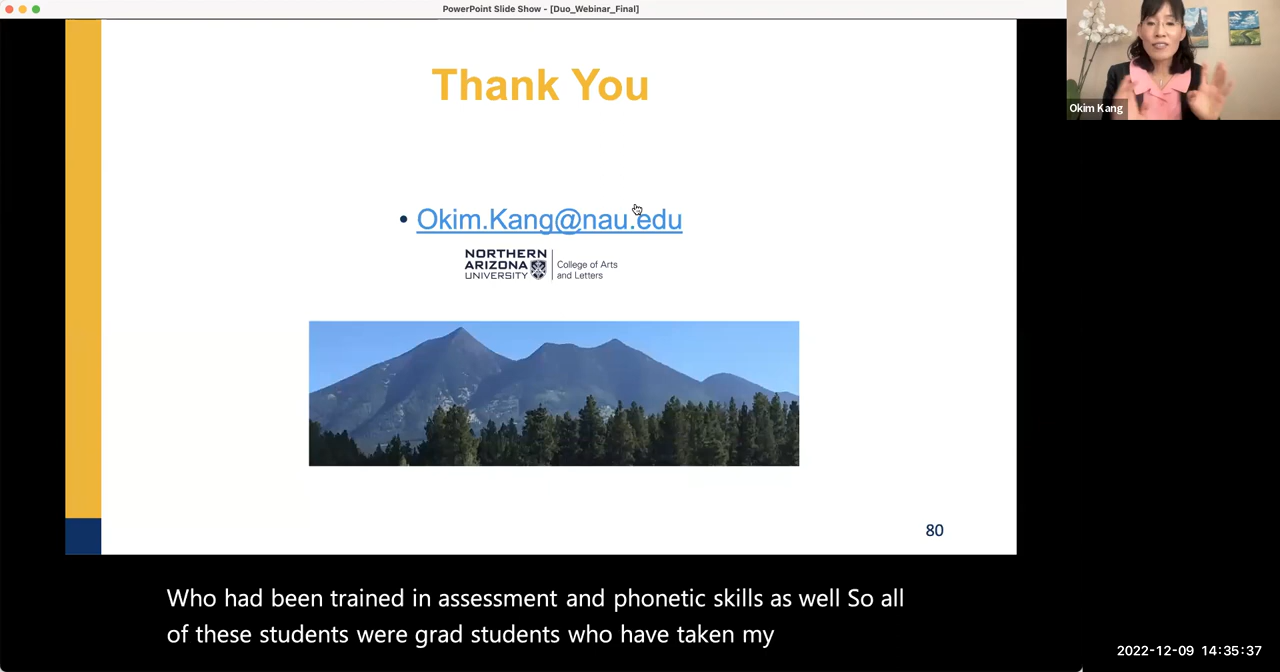 PowerPoint Slide Show - [Duo_Webinar_Final]
Okim Kang
Thank You
• Okim.Kang@nau.edu
NORTHERN
ARIZONA
UNIVERSITY
College of Arts
and Letters
80
Who had been trained in assessment and phonetic skills as well So all
of these students were grad students who have taken my
2022-12-09 14:35:37